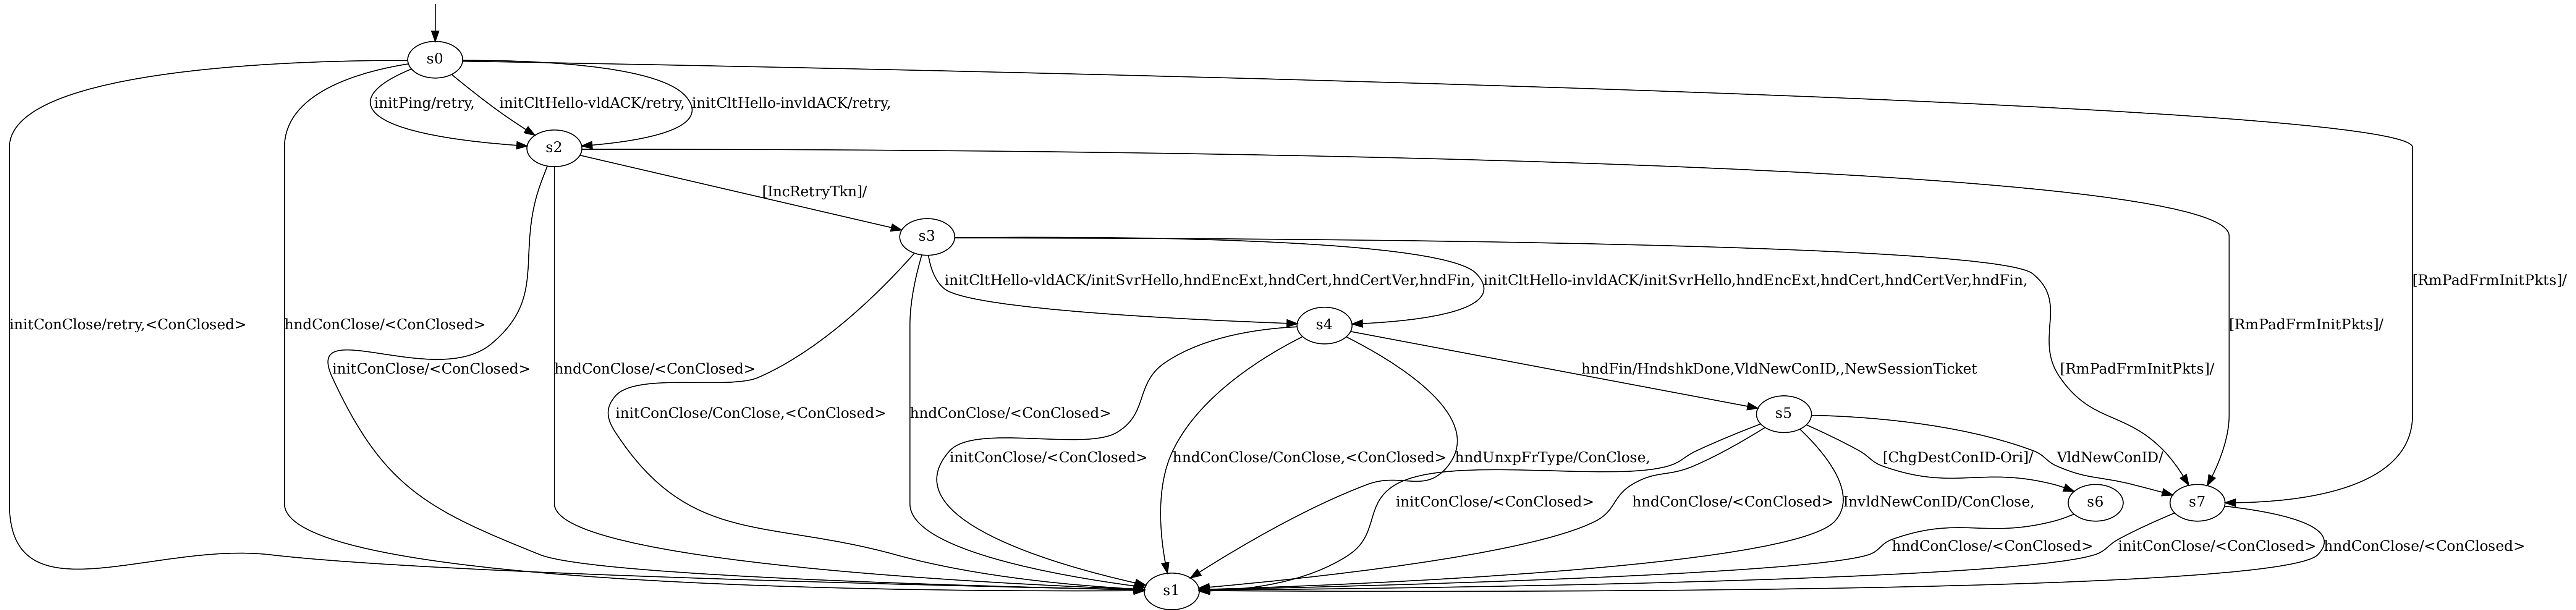 s0
initPing/retry,
initCltHello-vldACK/retry,
initCltHello-invldACK/retry,
s2
[IncRetryTkn]/
s3
initCltHello-vldACK/initSvrHello,hndEncExt,hndCert,hndCertVer,hndFin,
initCltHello-invldACK/initSvrHello,hndEncExt,hndCert,hndCertVer,hndFin,
[RmPadFrmInitPkts]/
initConClose/retry,<ConClosed>
hndConClose/<ConClosed>
s4
[RmPadFrmInitPkts]/
initConClose/<ConClosed>
hndConClose/<ConClosed>
hndFin/HndshkDone,VldNewConID,,NewSessionTicket
[RmPadFrmInitPkts]/
initConClose/ConClose,<ConClosed>
hndConClose/<ConClosed>
s5
initConClose/<ConClosed>
hndConClose/ConClose,<ConClosed>
hndUnxpFrType/ConClose,
[ChgDestConID-Ori]/
VldNewConID/
initConClose/<ConClosed>
hndConClose/<ConClosed>
InvldNewConID/ConClose,
s6
s7
hndConClose/<ConClosed>
initConClose/<ConClosed>
hndConClose/<ConClosed>
s1